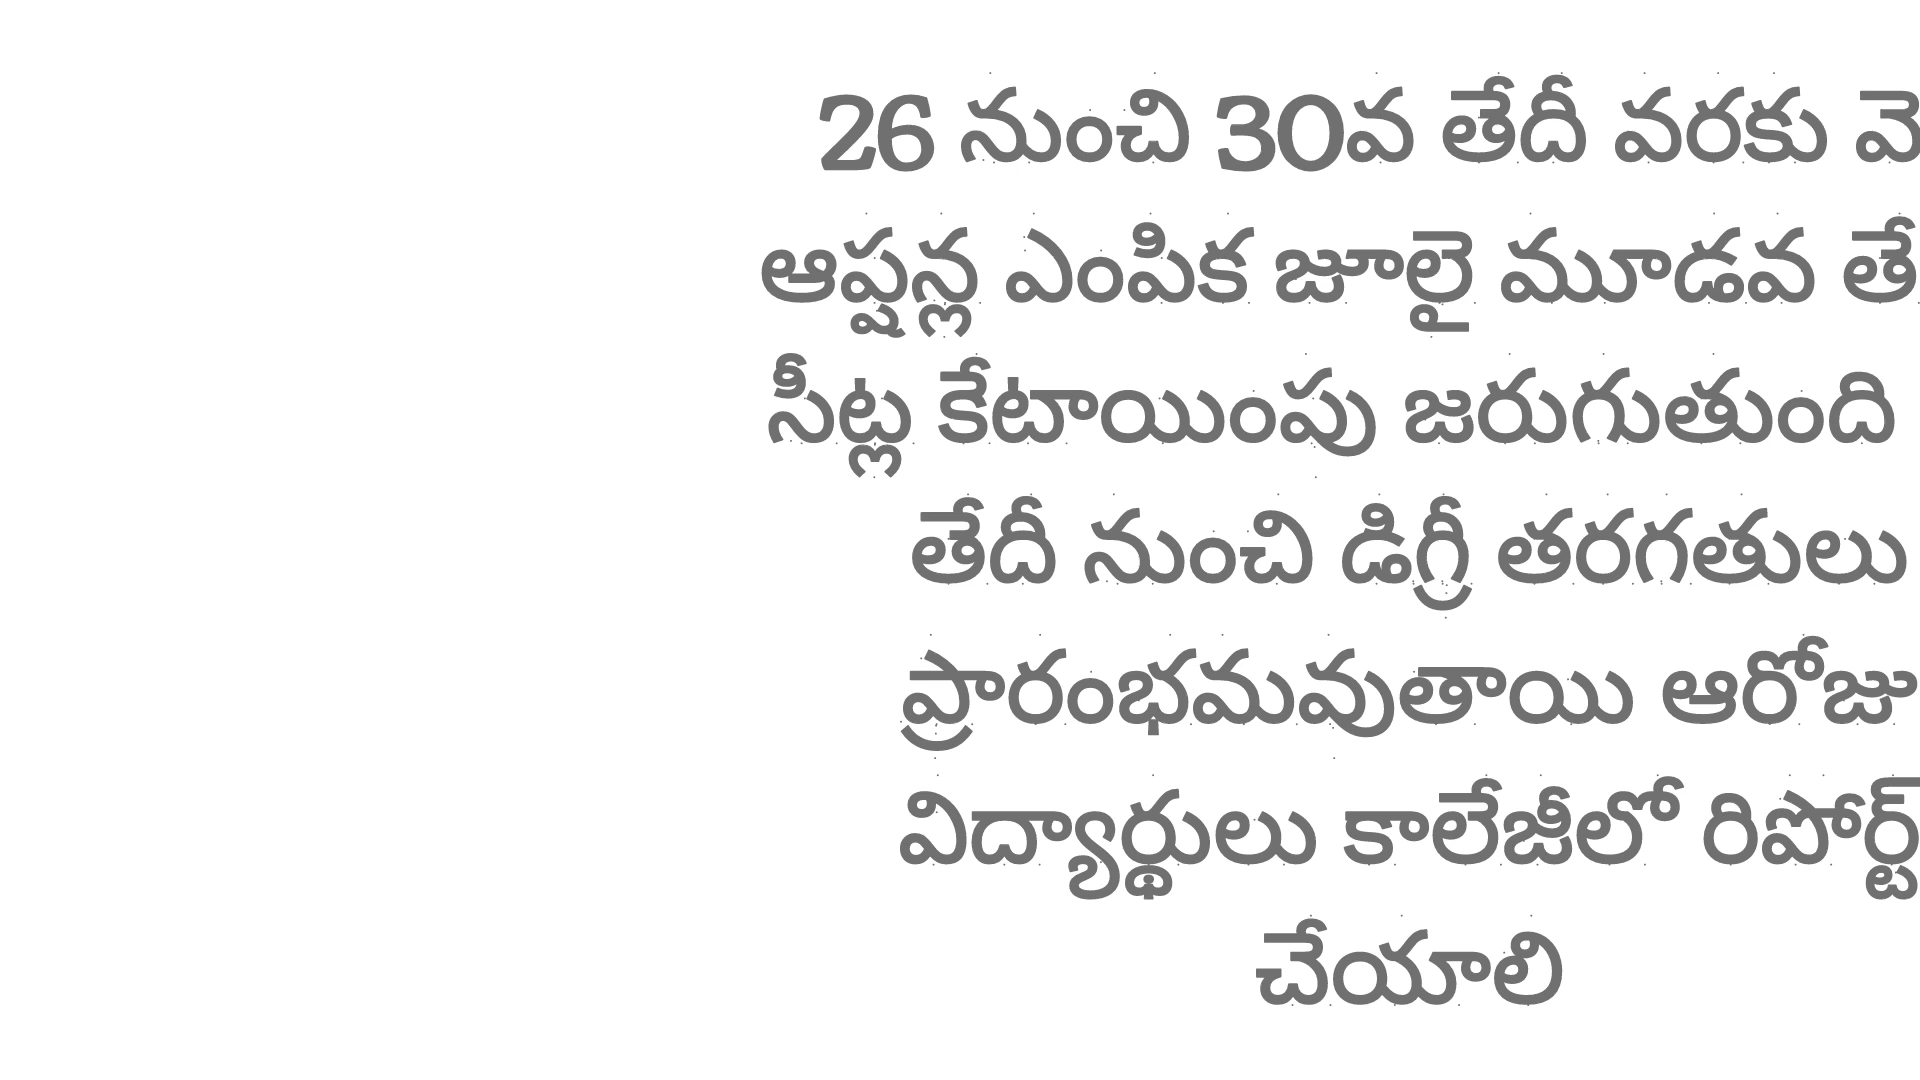 26 నుంచి 30వ తేదీ వరకు
ఆప్షన్ల ఎంపిక జూలై మూడవ
సీట్ల కేటాయింపు జరుగుతుంది
తేదీ నుంచి డిగ్రీ తరగతులు
ప్రారంభమవుతాయి ఆరోజు
విద్యార్థులు కాలేజీలో రిపోర్ట్
చేయాలి